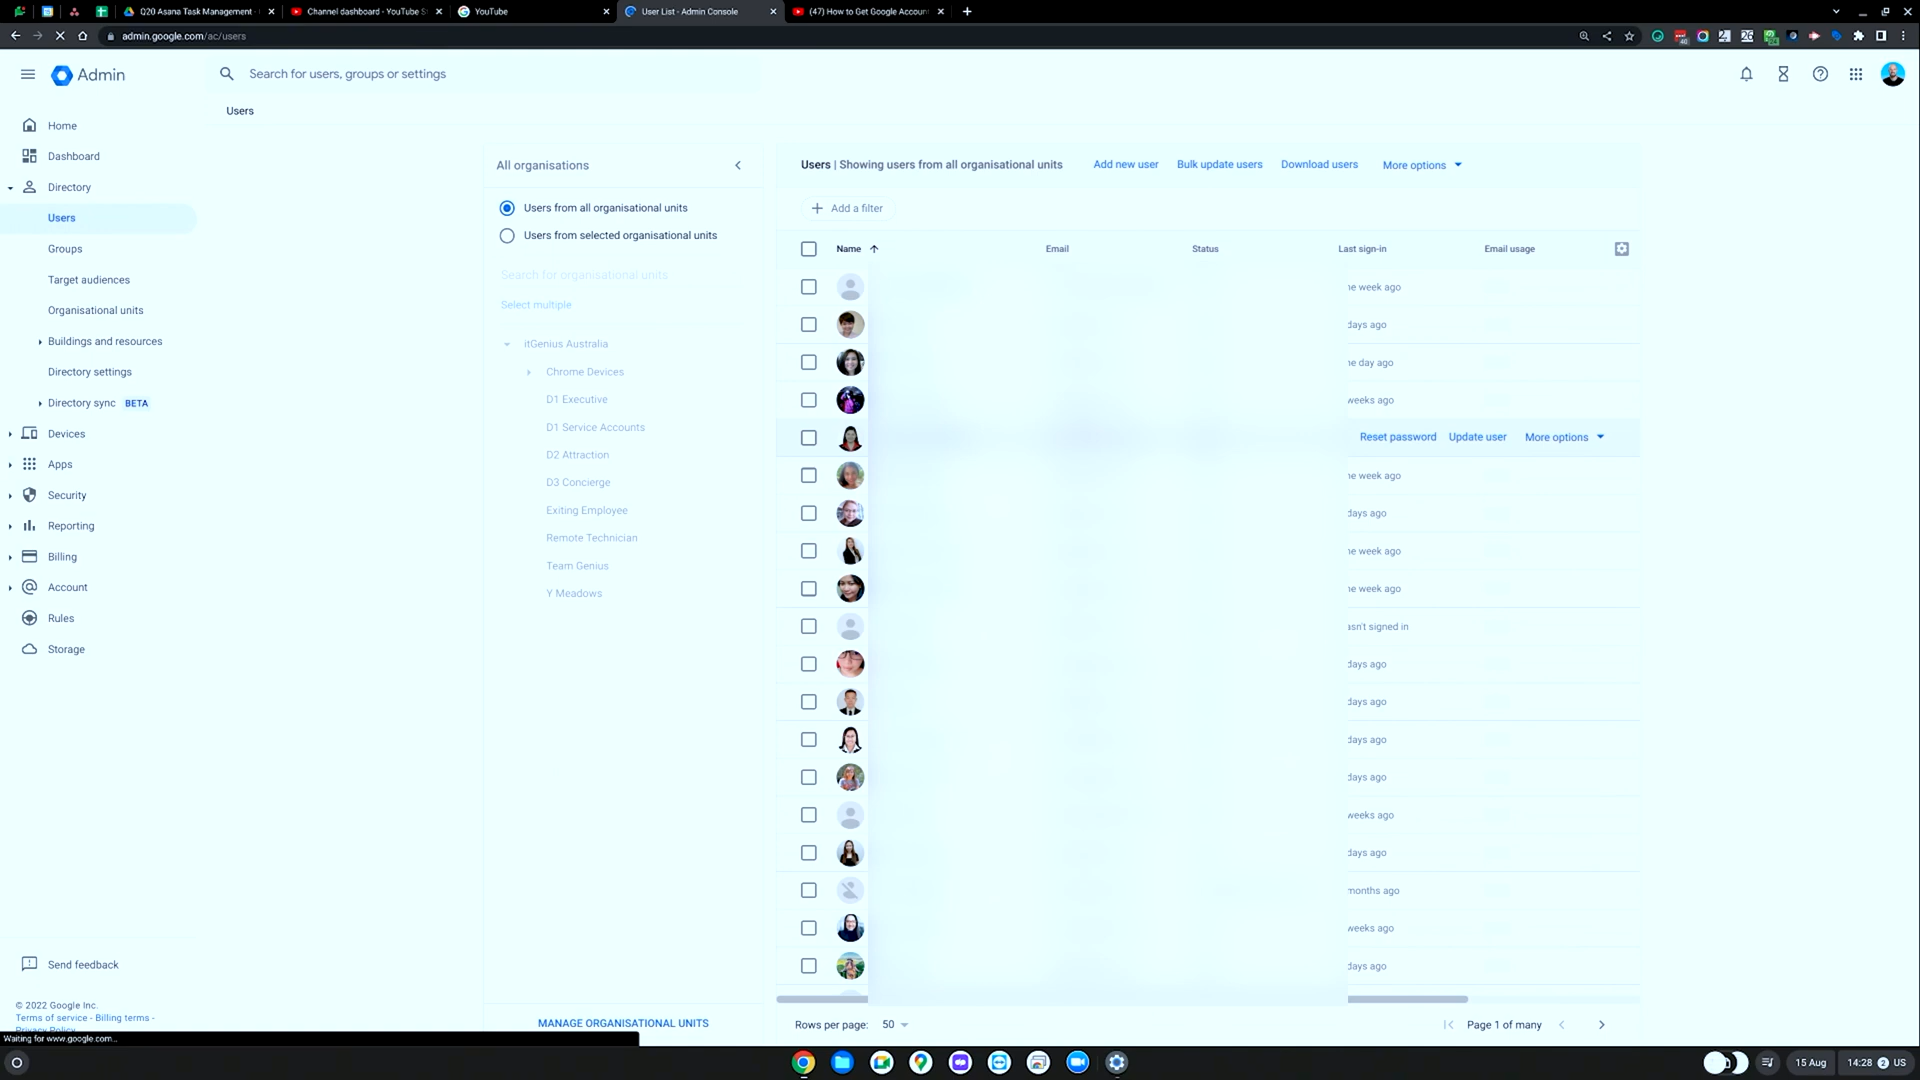 Q20 Asana Task Management -
Channel dashboard - YouTube S
YouTube
User List - Admin Console
(47) How to Get Google Accoun
admin.google.com/ac/users
Admin
Search for users, groups or settings
Users
Home
Dashboard
Directory
Users
Groups
Target audiences
Organisational units
Buildings and resources
Directory settings
Directory sync BETA
Devices
Apps
Security
Reporting
Billing
Account
Rules
Storage
Send feedback
© 2022 Google Inc.
Terms of service - Billing terms -
Privacy Policy
Waiting for www.google.com...
All organisations
Users from all organisational units
Users from selected organisational units
Search for organisational units
Select multiple
itGenius Australia
Chrome Devices
D1 Executive
D1 Service Accounts
D2 Attraction
D3 Concierge
Exiting Employee
Remote Technician
Team Genius
Y Meadows
MANAGE ORGANISATIONAL UNITS
Users | Showing users from all organisational units
Add new user
Bulk update users
Download users
More options
Add a filter
Name
Email
Status
Last sign-in
Email usage
ne week ago
days ago
ne day ago
weeks ago
Reset password
Update user
More options
ne week ago
days ago
ne week ago
ne week ago
asn't signed in
days ago
days ago
days ago
days ago
weeks ago
days ago
months ago
weeks ago
days ago
Rows per page: 50
Page 1 of many
15 Aug
14:28 2 US